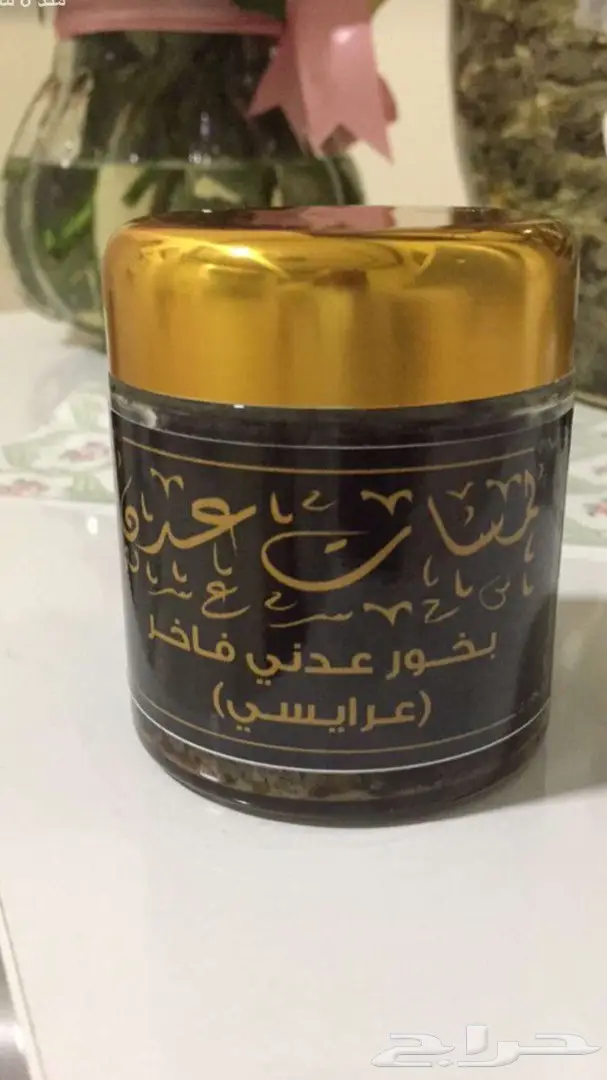 لمسات عدن
بخور عدني فاخر
(عرايسي)
حراج